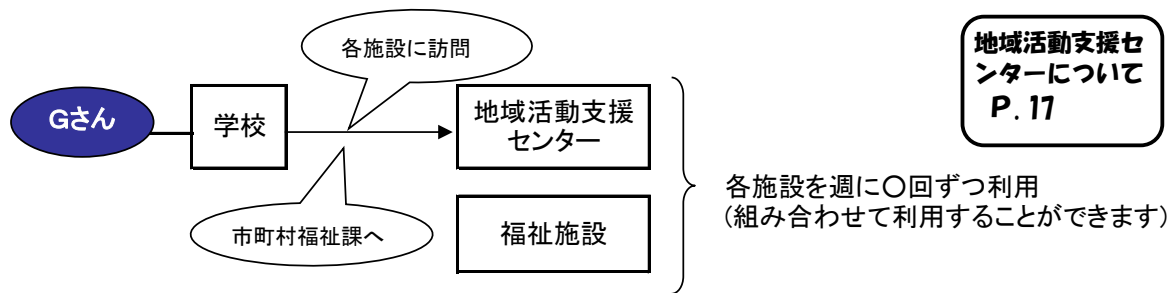 各施設に訪問
地域活動支援セ
ンターについて
P.17
Gさん
学校
地域活動支援
センター
各施設を週に〇回ずつ利用
(組み合わせて利用することができます)
市町村福祉課へ
福祉施設